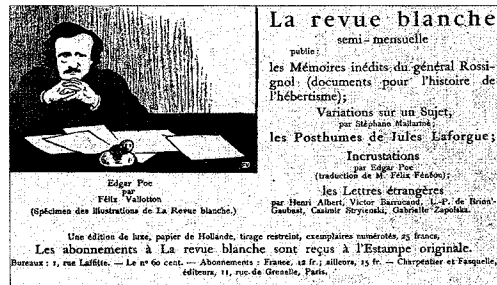 La revue blanche
semi-mensuelle
publie:
les Mémoires inédits du général Rossi-
gnol (documents pour l'histoire de
l'hébertisme);
Variations sur un Sujet,
par Stéphane Mallarmé;
les Posthumes de Jules Laforgue;
Incrustations
par Edgar Poe
(traduction de M. Félix Fénéon);
les Lettres étrangères
par Henri Albert, Victor Barrucand, L.-P. de Brinn'
Gaubast, Casimir Stryienski, Gabrielle Zapolska.
Edgar Poe
par
Félix Vallotton
(Spécimen des illustrations de La Revue blanche.)
Une édition de luxe, papier de Hollande, tirage restreint, exemplaires numérotés, 25 francs,
Les abonnements à La revue blanche sont reçus à l'Estampe originale.
Bureaux: 1, rue Laffitte. — Le nº 60 cent. — Abonnements: France, 12 fr.; ailleurs, 15 fr. — Charpentier et Fasquelle,
éditeurs, 11, rue de Grenelle, Paris.